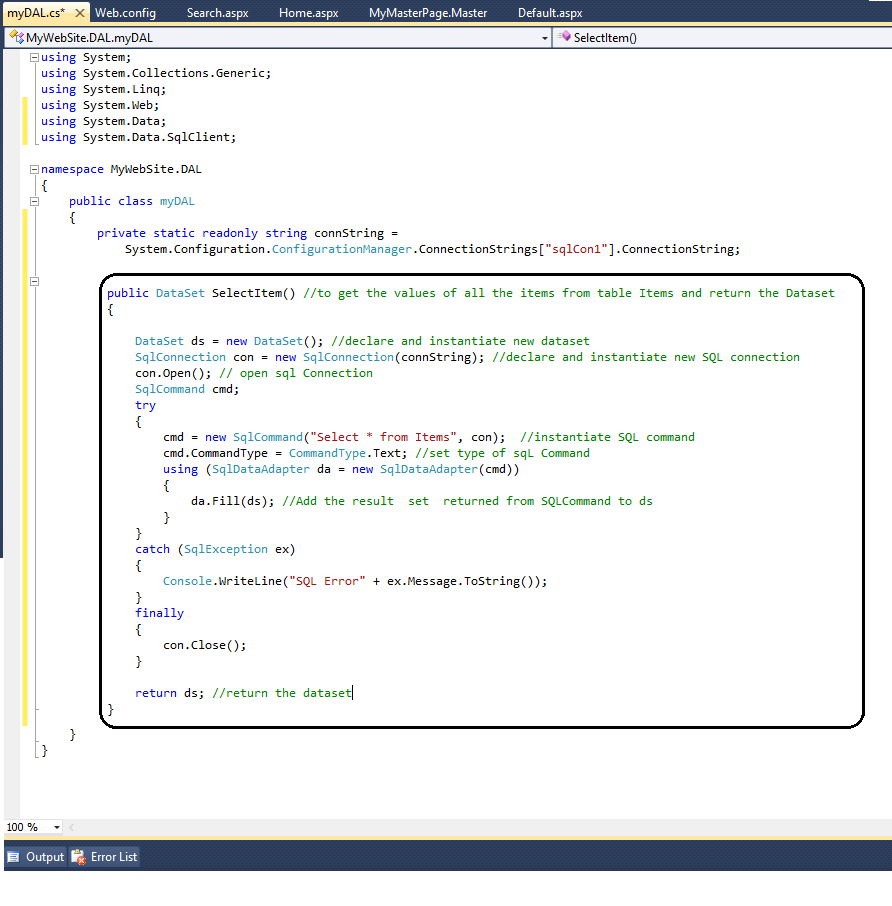 myDAL.cs* Web.config Search.aspx Home.aspx MyMasterPage.Master Default.aspx
MyWebSite.DAL.myDAL SelectItem()
using System;
using System.Collections.Generic;
using System.Linq;
using System.Web;
using System.Data;
using System.Data.SqlClient;
namespace MyWebSite.DAL
{
public class myDAL
{
private static readonly string connString =
System.Configuration.ConfigurationManager.ConnectionStrings["sqlCon1"].ConnectionString;
public DataSet SelectItem() //to get the values of all the items from table Items and return the Dataset
{
DataSet ds = new DataSet(); //declare and instantiate new dataset
SqlConnection con = new SqlConnection(connString); //declare and instantiate new SQL connection
con.Open(); // open sql Connection
SqlCommand cmd;
try
{
cmd = new SqlCommand("Select * from Items", con);  //instantiate SQL command
cmd.CommandType = CommandType.Text; //set type of sqL Command
using (SqlDataAdapter da = new SqlDataAdapter(cmd))
{
da.Fill(ds); //Add the result  set  returned from SQLCommand to ds
}
}
catch (SqlException ex)
{
Console.WriteLine("SQL Error" + ex.Message.ToString());
}
finally
{
con.Close();
}
return ds; //return the dataset
}
}
}
100 %
Output Error List